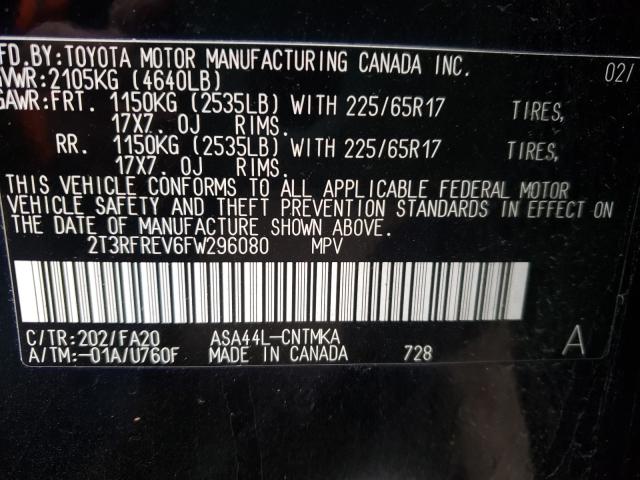 FD.BY:TOYOTA MOTOR MANUFACTURING CANADA INC. 02/
VWR:2105KG (4640LB)
GAWR:FRT. 1150KG (2535LB) WITH 225/65R17 TIRES,
17X7.0J RIMS.
RR. 1150KG (2535LB) WITH 225/65R17 TIRES,
17X7.0J RIMS.
THIS VEHICLE CONFORMS TO ALL APPLICABLE FEDERAL MOTOR
VEHICLE SAFETY AND THEFT PREVENTION STANDARDS IN EFFECT ON
THE DATE OF MANUFACTURE SHOWN ABOVE.
2T3RFREV6FW296080 MPV
C/TR:202/FA20 ASA44L-CNTMKA
A/TM:-01A/U760F MADE IN CANADA 728 A